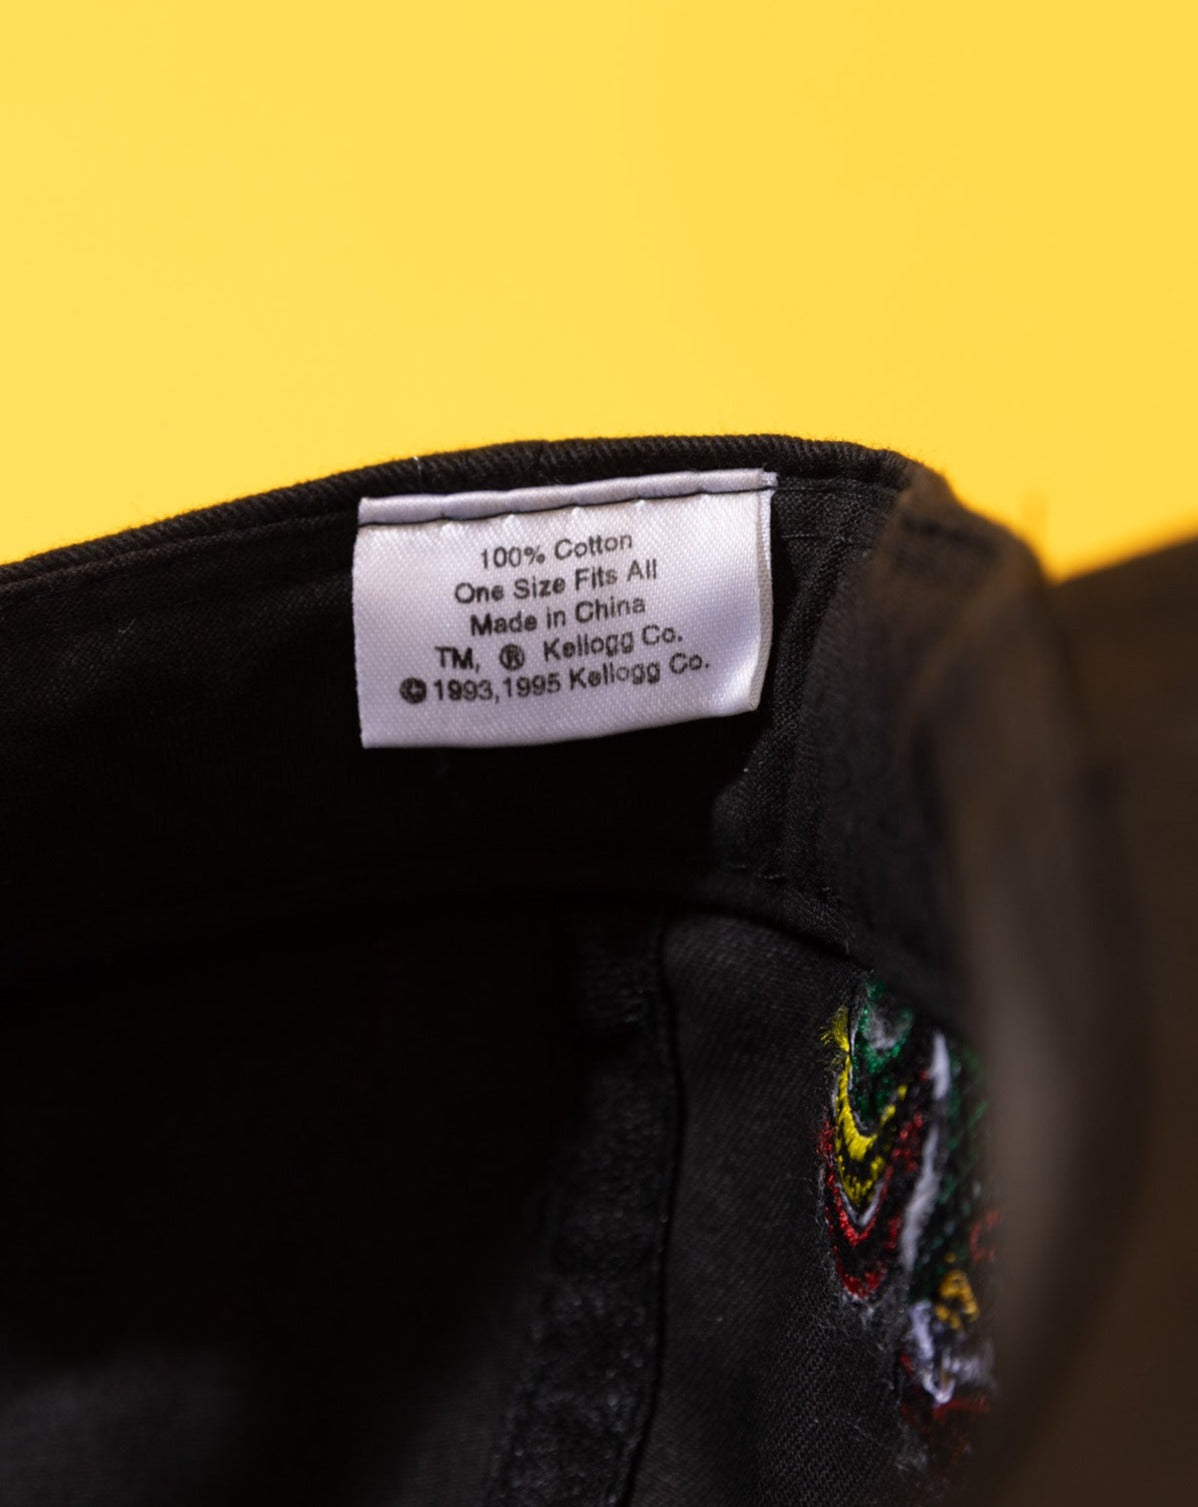 100% Cotton
One Size Fits All
Made in China
TM, ® Kellogg Co.
© 1993, 1995 Kellogg Co.